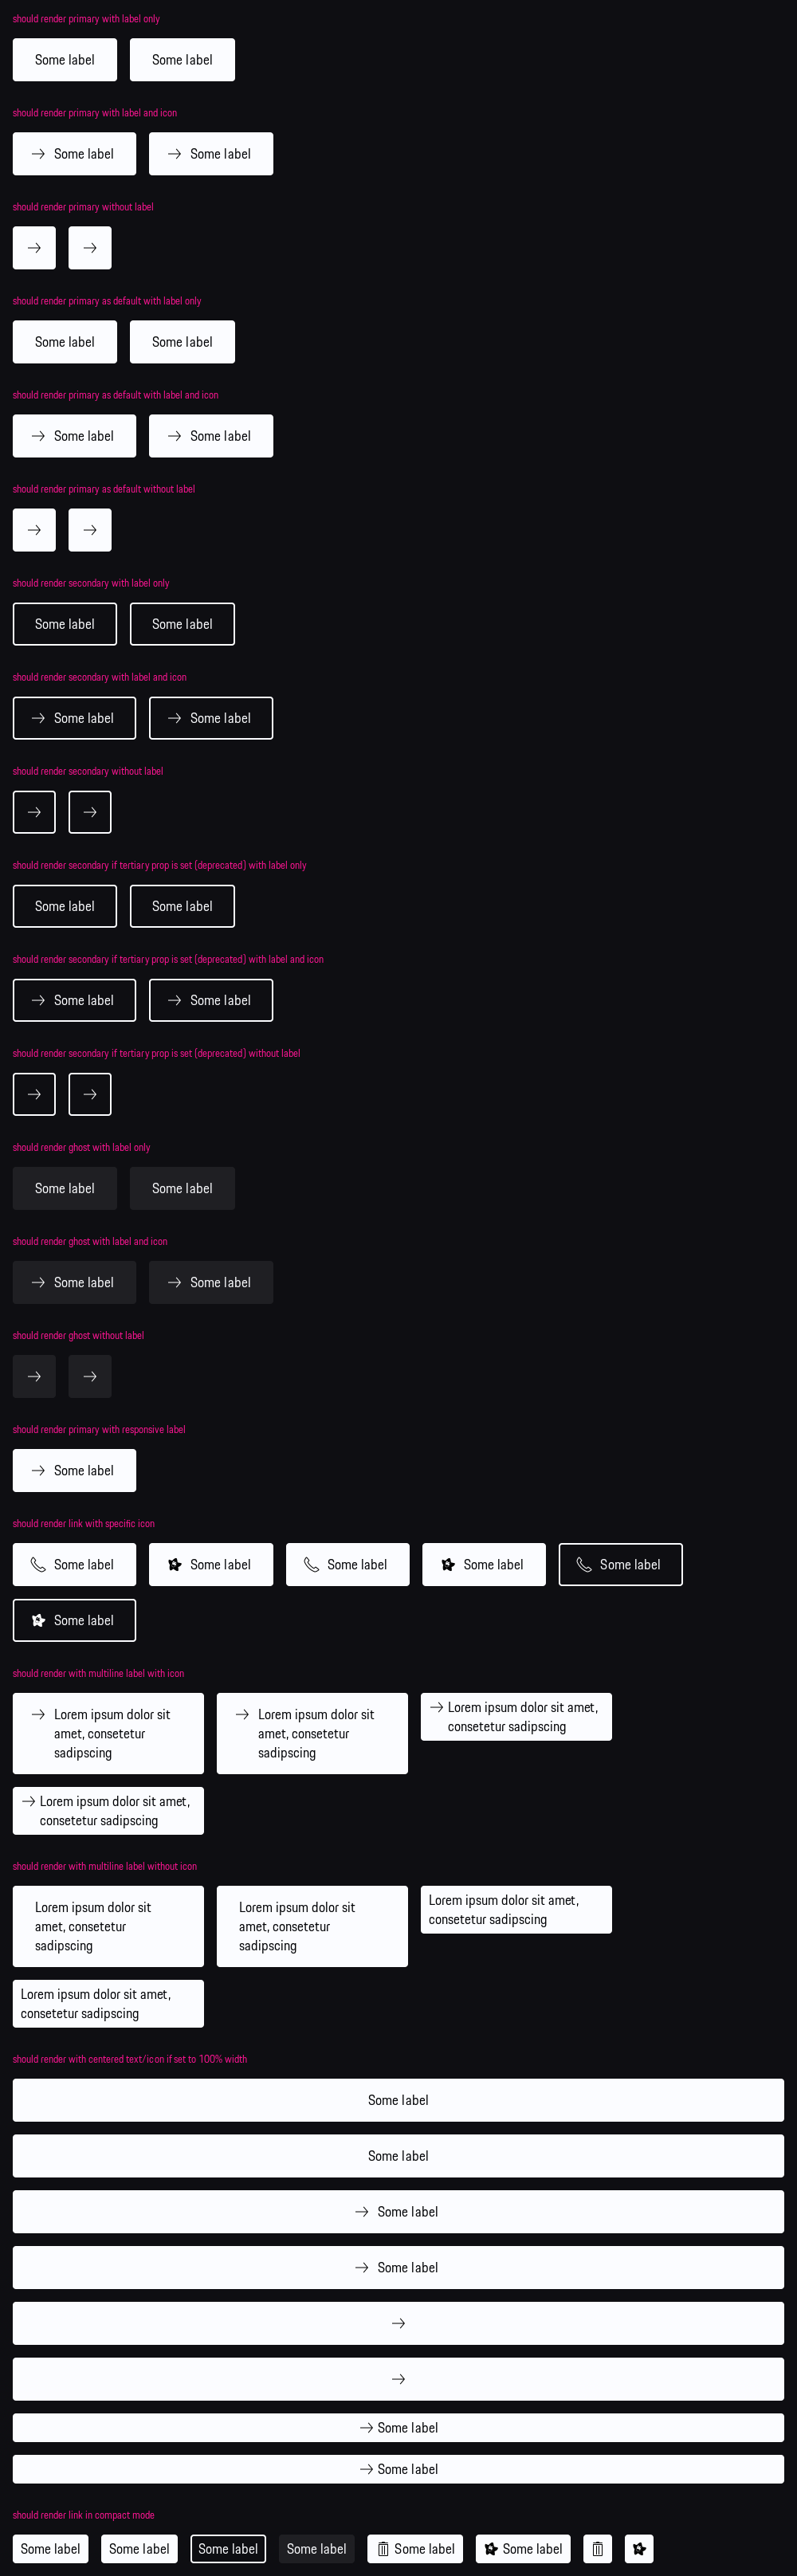 should render primary with label only
Some label Some label
should render primary with label and icon
Some label Some label
should render primary without label
should render primary as default with label only
Some label Some label
should render primary as default with label and icon
Some label Some label
should render primary as default without label
should render secondary with label only
Some label Some label
should render secondary with label and icon
Some label Some label
should render secondary without label
should render secondary if tertiary prop is set (deprecated) with label only
Some label Some label
should render secondary if tertiary prop is set (deprecated) with label and icon
Some label Some label
should render secondary if tertiary prop is set (deprecated) without label
should render ghost with label only
Some label Some label
should render ghost with label and icon
Some label Some label
should render ghost without label
should render primary with responsive label
Some label
should render link with specific icon
Some label Some label Some label Some label Some label
Some label
should render with multiline label with icon
Lorem ipsum dolor sit
amet, consetetur
sadipscing
Lorem ipsum dolor sit
amet, consetetur
sadipscing
Lorem ipsum dolor sit amet,
consetetur sadipscing
Lorem ipsum dolor sit amet,
consetetur sadipscing
should render with multiline label without icon
Lorem ipsum dolor sit
amet, consetetur
sadipscing
Lorem ipsum dolor sit
amet, consetetur
sadipscing
Lorem ipsum dolor sit amet,
consetetur sadipscing
Lorem ipsum dolor sit amet,
consetetur sadipscing
should render with centered text/icon if set to 100% width
Some label
Some label
Some label
Some label
Some label
Some label
should render link in compact mode
Some label Some label Some label Some label Some label Some label